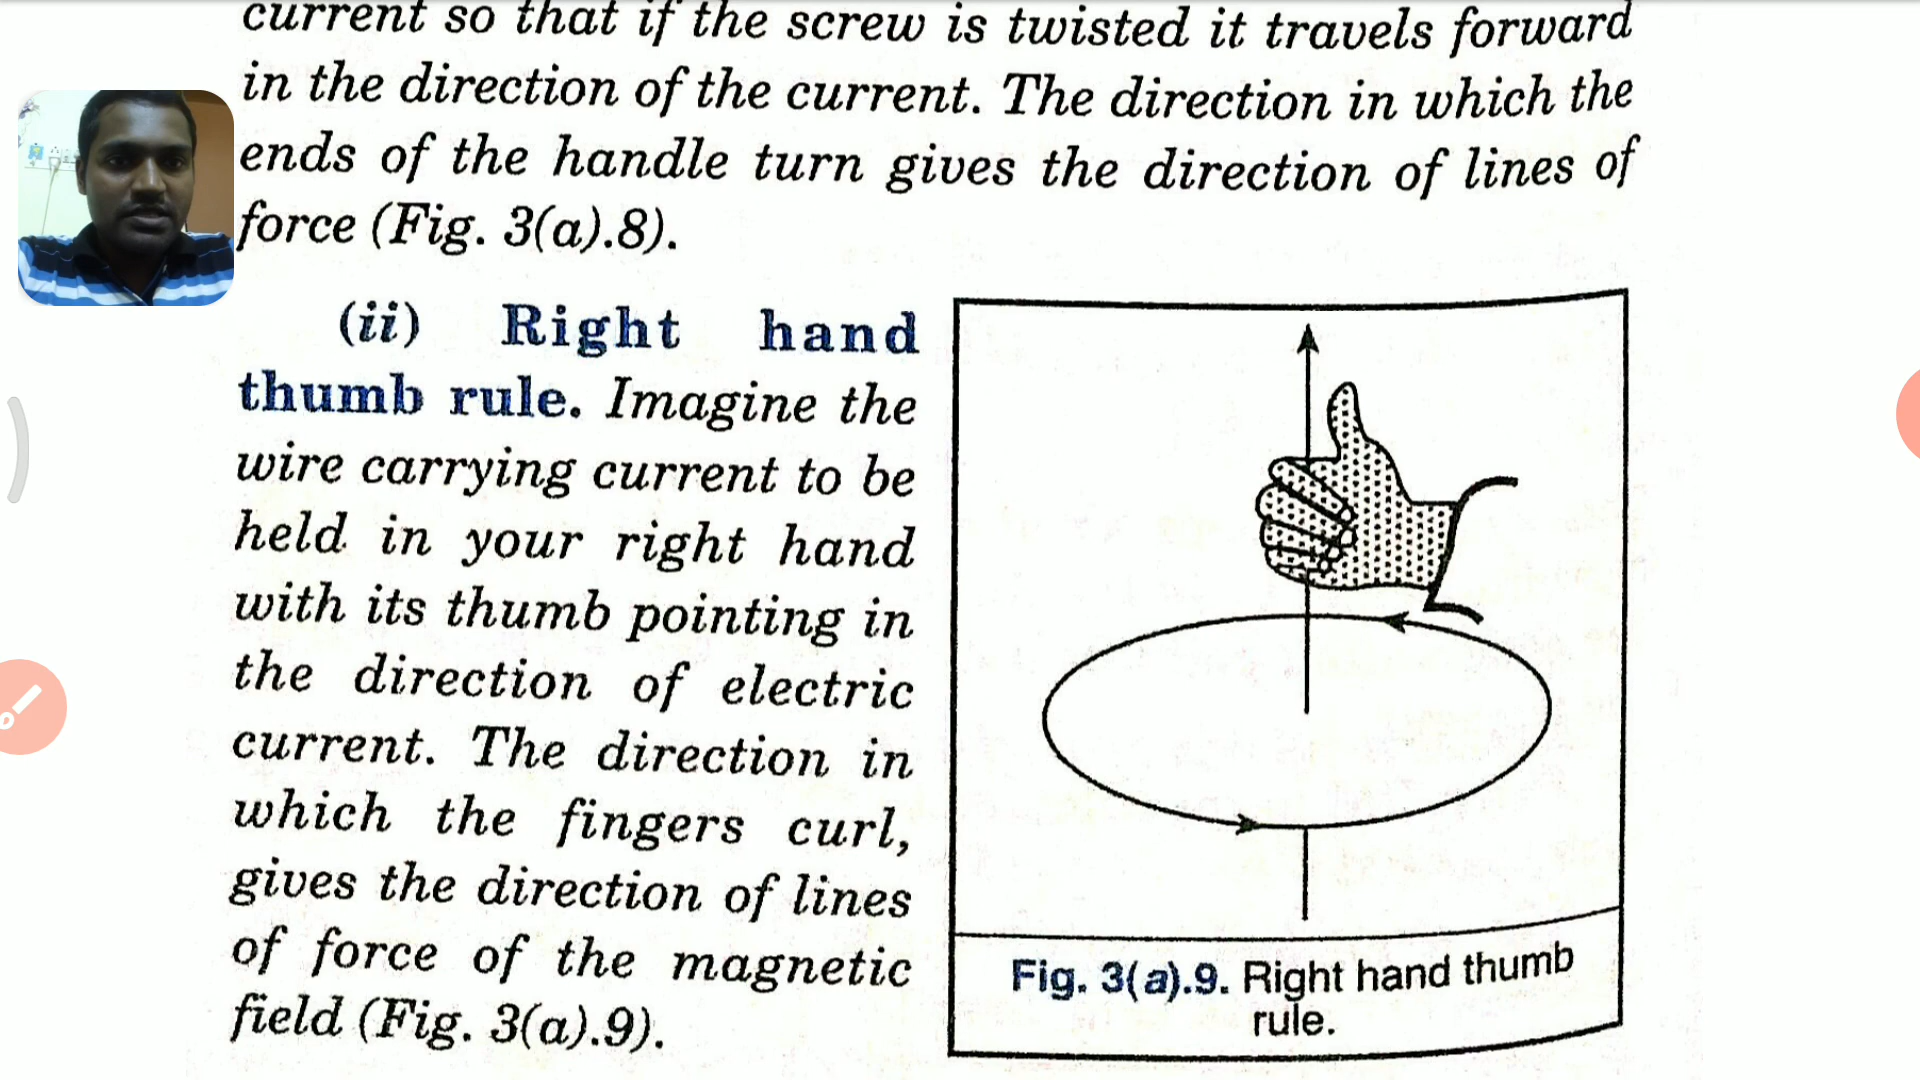 current so that if the screw is twisted it travels forward
in the direction of the current. The direction in which the
ends of the handle turn gives the direction of lines of
force (Fig. 3(a).8).
(ii) Right hand
thumb rule. Imagine the
wire carrying current to be
held in your right hand
with its thumb pointing in
the direction of electric
current. The direction in
which the fingers curl,
gives the direction of lines
of force of the magnetic
field (Fig. 3(a).9).
Fig. 3(a).9. Right hand thumb
rule.